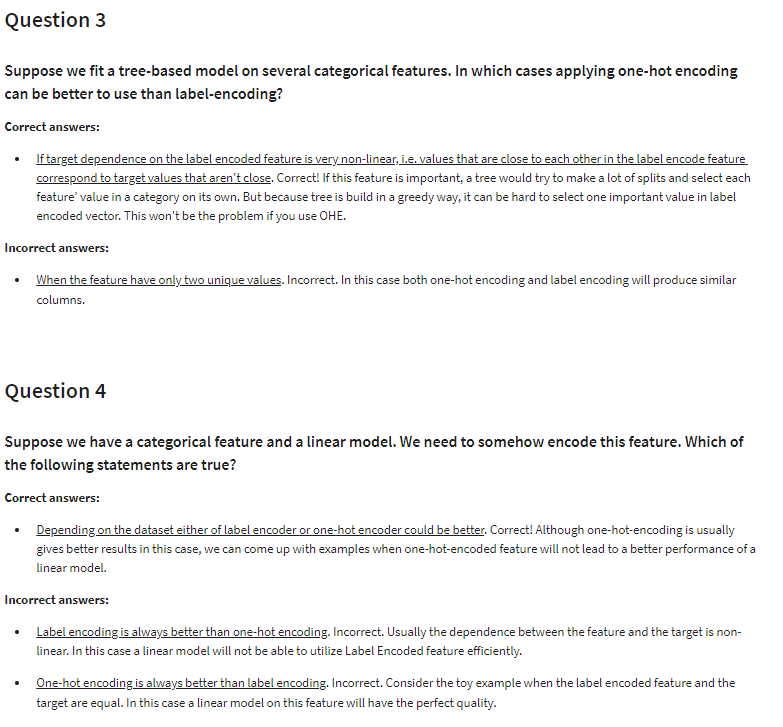 Question 3
Suppose we fit a tree-based model on several categorical features. In which cases applying one-hot encoding
can be better to use than label-encoding?
Correct answers:
• If target dependence on the label encoded feature is very non-linear, i.e. values that are close to each other in the label encode feature
correspond to target values that aren't close. Correct! If this feature is important, a tree would try to make a lot of splits and select each
feature' value in a category on its own. But because tree is build in a greedy way, it can be hard to select one important value in label
encoded vector. This won't be the problem if you use OHE.
Incorrect answers:
• When the feature have only two unique values. Incorrect. In this case both one-hot encoding and label encoding will produce similar
columns.
Question 4
Suppose we have a categorical feature and a linear model. We need to somehow encode this feature. Which of
the following statements are true?
Correct answers:
• Depending on the dataset either of label encoder or one-hot encoder could be better. Correct! Although one-hot-encoding is usually
gives better results in this case, we can come up with examples when one-hot-encoded feature will not lead to a better performance of a
linear model.
Incorrect answers:
• Label encoding is always better than one-hot encoding. Incorrect. Usually the dependence between the feature and the target is non-
linear. In this case a linear model will not be able to utilize Label Encoded feature efficiently.
• One-hot encoding is always better than label encoding. Incorrect. Consider the toy example when the label encoded feature and the
target are equal. In this case a linear model on this feature will have the perfect quality.